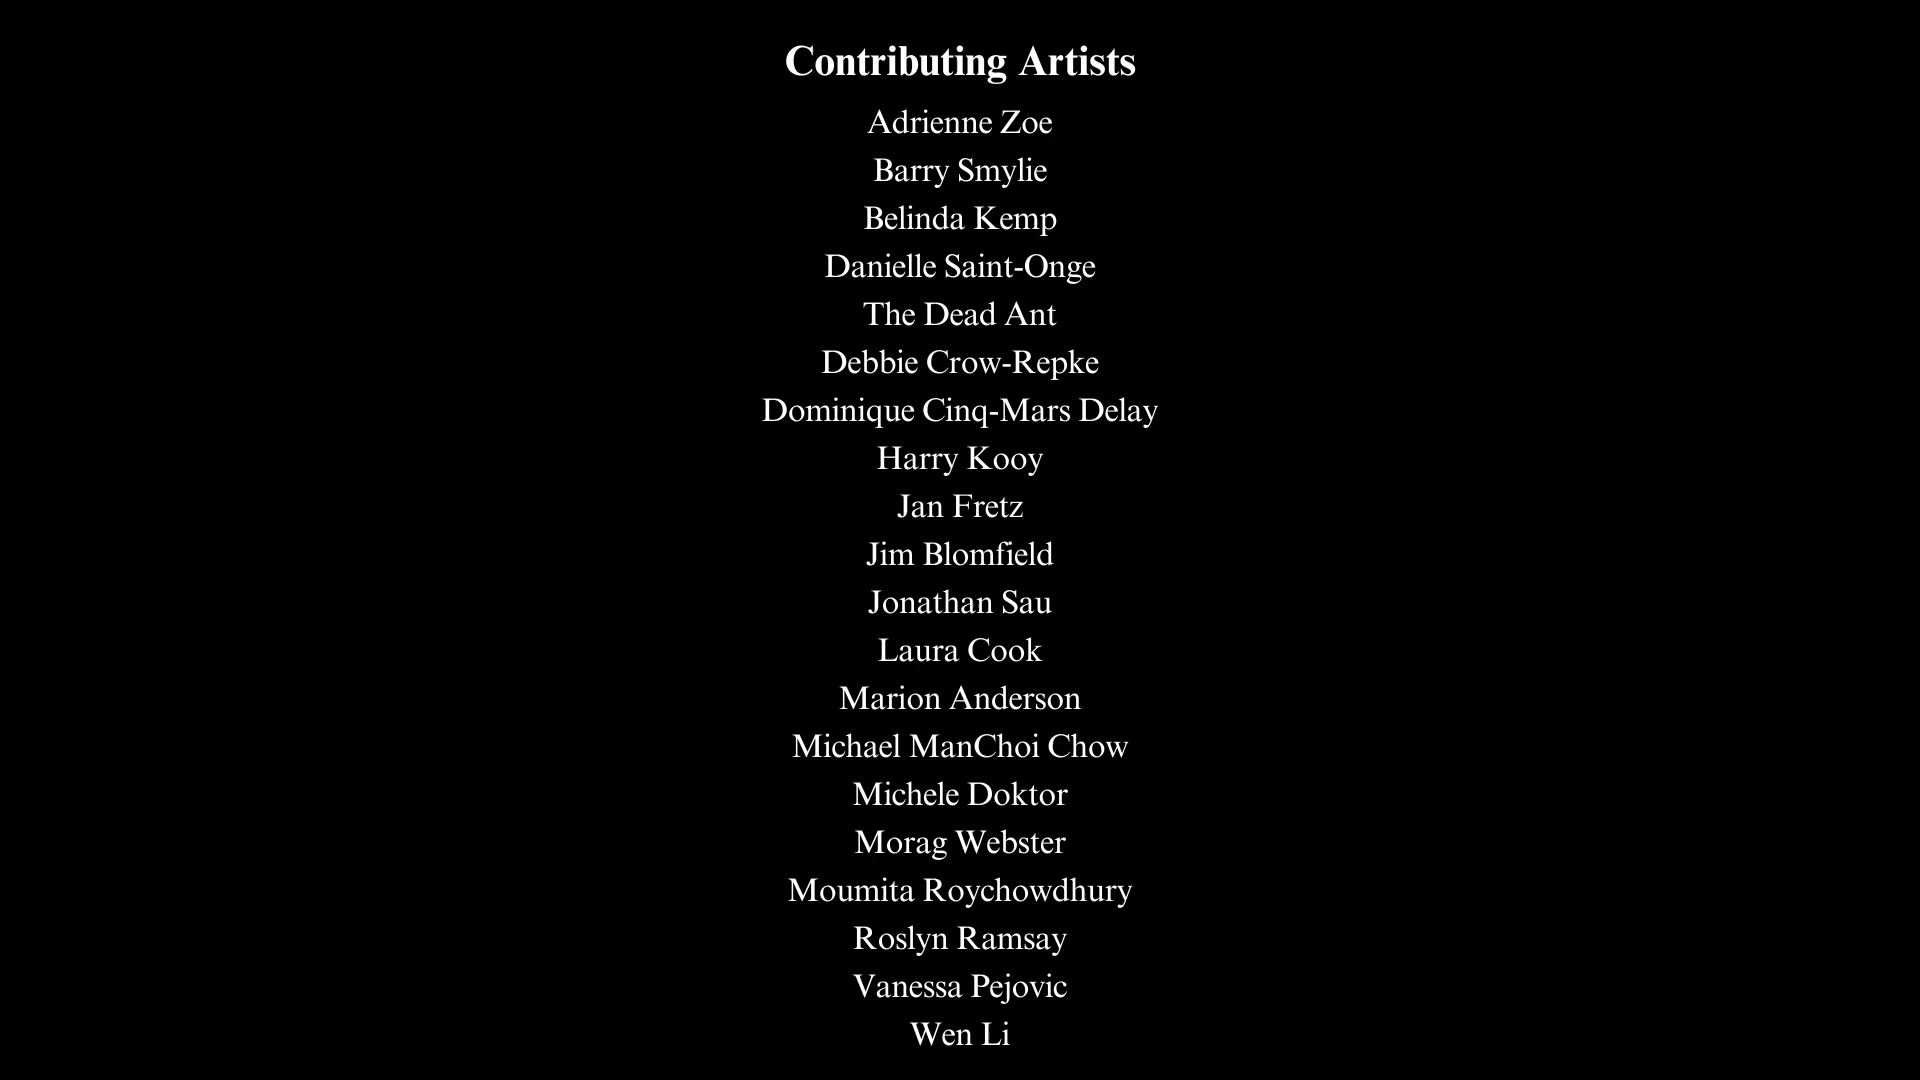 Contributing Artists
Adrienne Zoe
Barry Smylie
Belinda Kemp
Danielle Saint-Onge
The Dead Ant
Debbie Crow-Repke
Dominique Cinq-Mars Delay
Harry Kooy
Jan Fretz
Jim Blomfield
Jonathan Sau
Laura Cook
Marion Anderson
Michael ManChoi Chow
Michele Doktor
Morag Webster
Moumita Roychowdhury
Roslyn Ramsay
Vanessa Pejovic
Wen Li